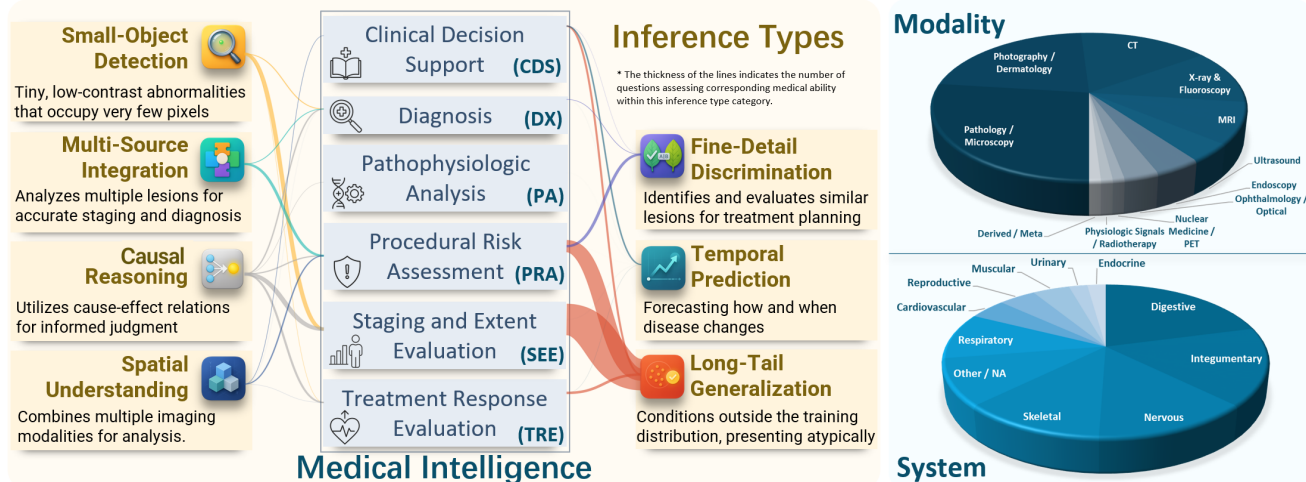 Small-Object
Detection
Tiny, low-contrast abnormalities
that occupy very few pixels
Multi-Source
Integration
Analyzes multiple lesions for
accurate staging and diagnosis
Causal
Reasoning
Utilizes cause-effect relations
for informed judgment
Spatial
Understanding
Combines multiple imaging
modalities for analysis.
Clinical Decision
Support (CDS)
Diagnosis (DX)
Pathophysiologic
Analysis (PA)
Procedural Risk
Assessment (PRA)
Staging and Extent
Evaluation (SEE)
Treatment Response
Evaluation (TRE)
Medical Intelligence
Inference Types
* The thickness of the lines indicates the number of
questions assessing corresponding medical ability
within this inference type category.
Fine-Detail
Discrimination
Identifies and evaluates similar
lesions for treatment planning
Temporal
Prediction
Forecasting how and when
disease changes
Long-Tail
Generalization
Conditions outside the training
distribution, presenting atypically
Modality
CT
Photography /
Dermatology
X-ray &
Fluoroscopy
MRI
Pathology /
Microscopy
Ultrasound
Endoscopy
Ophthalmology /
Optical
Nuclear
Medicine /
PET
Physiologic Signals
/ Radiotherapy
Derived / Meta
Urinary
Endocrine
Muscular
Reproductive
Cardiovascular
Digestive
Respiratory
Integumentary
Other / NA
Skeletal
Nervous
System